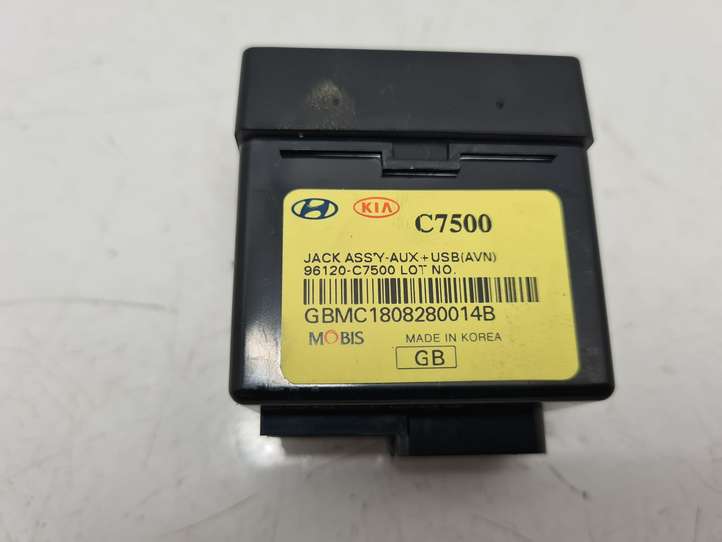 KIA C7500
JACK ASS'Y-AUX+USB(AVN)
96120-C7500 LOT NO.
GBMC1808280014B
MOBIS MADE IN KOREA
GB